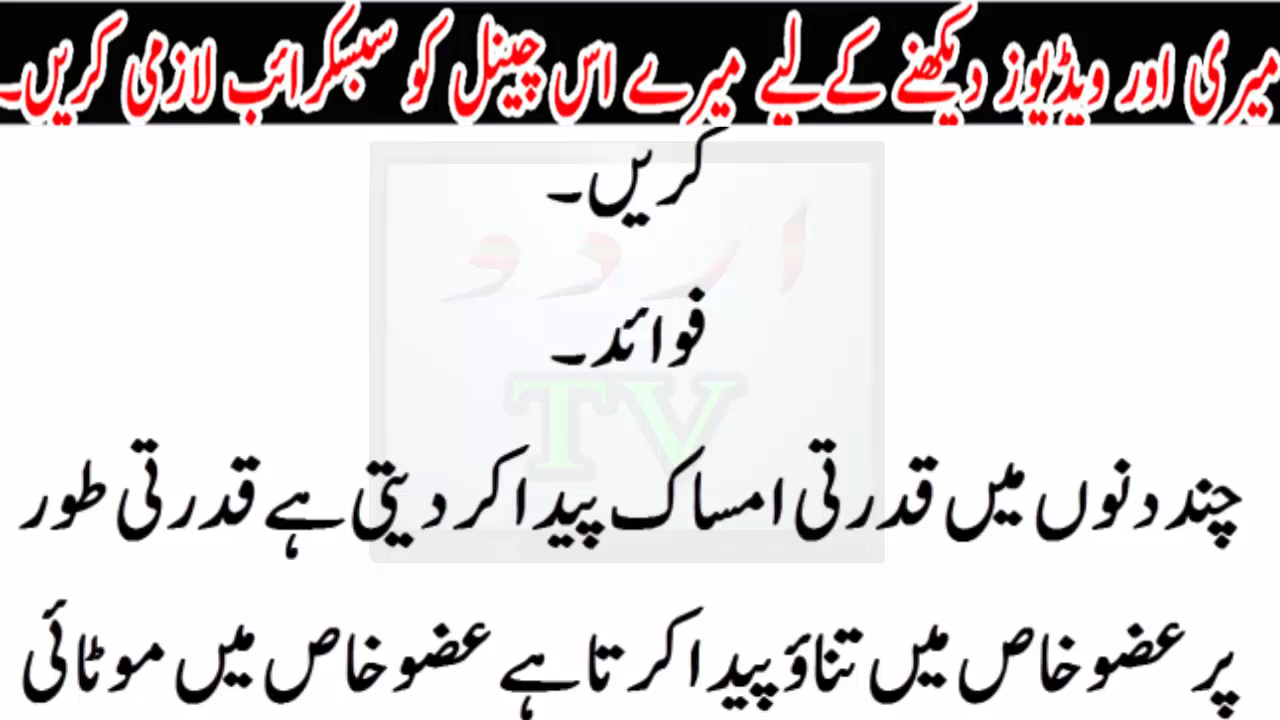 میری اور ویڈیوز دیکھنے کے لیے میرے اس چینل کو سبسکرائب لازمی کریں۔
کریں۔
اردو
فوائد۔
TV
چند دنوں میں قدرتی امساک پیدا کر دیتی ہے قدرتی طور
پر عضو خاص میں تناؤ پیدا کرتا ہے عضو خاص میں موٹائی